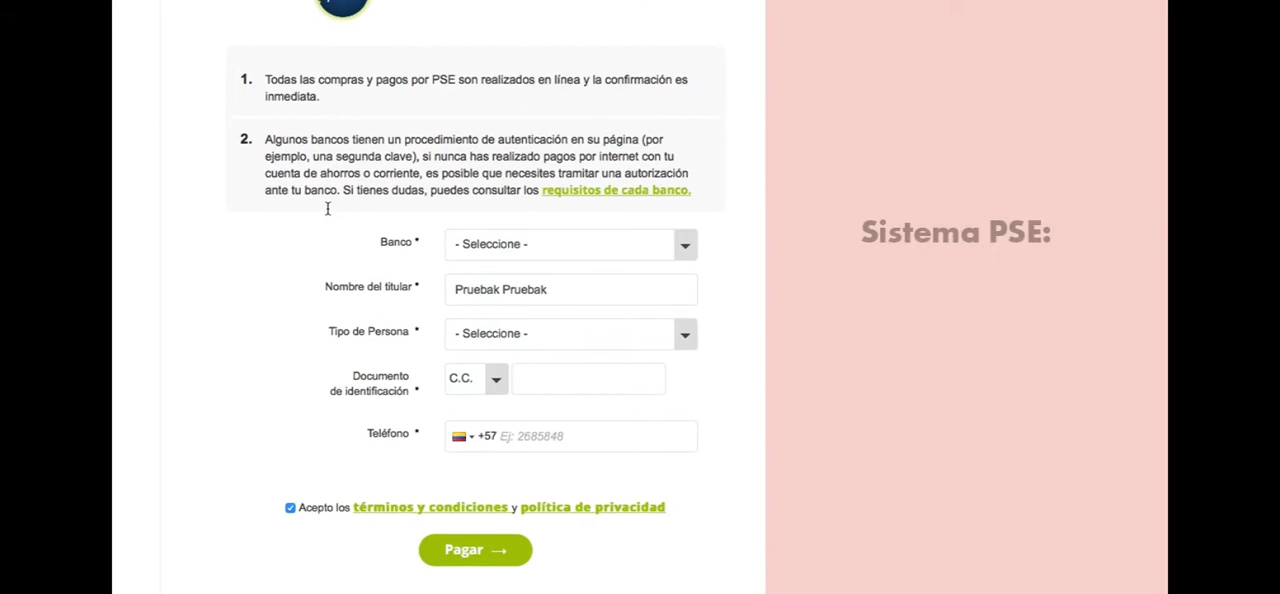 1. Todas las compras y pagos por PSE son realizados en línea y la confirmación es
inmediata.
2. Algunos bancos tienen un procedimiento de autenticación en su página (por
ejemplo, una segunda clave), si nunca has realizado pagos por internet con tu
cuenta de ahorros o corriente, es posible que necesites tramitar una autorización
ante tu banco. Si tienes dudas, puedes consultar los requisitos de cada banco.
Banco * - Seleccione -
Nombre del titular * Pruebak Pruebak
Tipo de Persona * - Seleccione -
Documento
de identificación * C.C.
Teléfono * +57 Ej: 2685848
Acepto los términos y condiciones y política de privacidad
Pagar →
Sistema PSE: